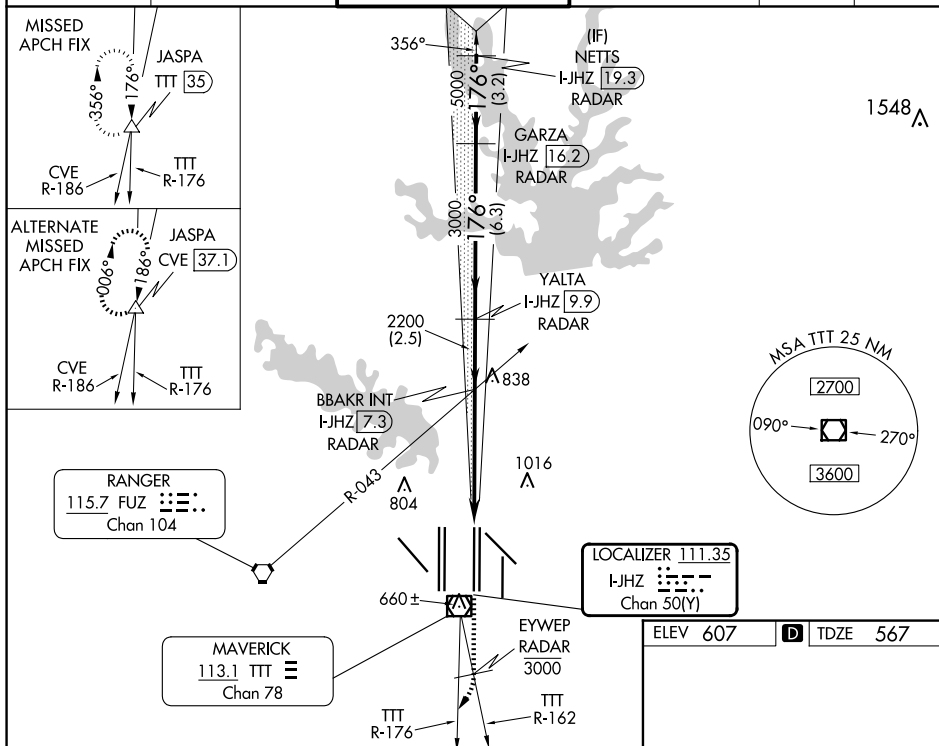 MISSED
APCH FIX
JASPA
TTT 35
356°
176°
CVE
R-186
TTT
R-176
ALTERNATE
MISSED
APCH FIX
JASPA
CVE 37.1
006°
186°
CVE
R-186
TTT
R-176
356°
5000
176°
(3.2)
(IF)
NETTS
I-JHZ 19.3
RADAR
1548
GARZA
I-JHZ 16.2
RADAR
3000
176°
(6.3)
YALTA
I-JHZ 9.9
RADAR
2200
(2.5)
838
BBAKR INT
I-JHZ 7.3
RADAR
R-043
804
1016
MSA TTT 25 NM
2700
090°
270°
3600
RANGER
115.7 FUZ
Chan 104
LOCALIZER 111.35
I-JHZ
Chan 50(Y)
660±
MAVERICK
113.1 TTT
Chan 78
EYWEP
RADAR
3000
TTT
R-176
TTT
R-162
ELEV 607 D TDZE 567